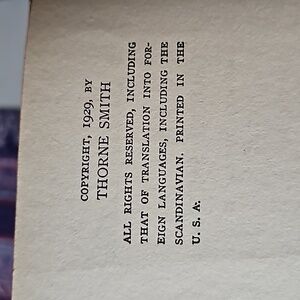 COPYRIGHT, 1929, BY
THORNE SMITH
ALL RIGHTS RESERVED, INCLUDING
THAT OF TRANSLATION INTO FOR-
EIGN LANGUAGES, INCLUDING THE
SCANDINAVIAN. PRINTED IN THE
U. S. A.